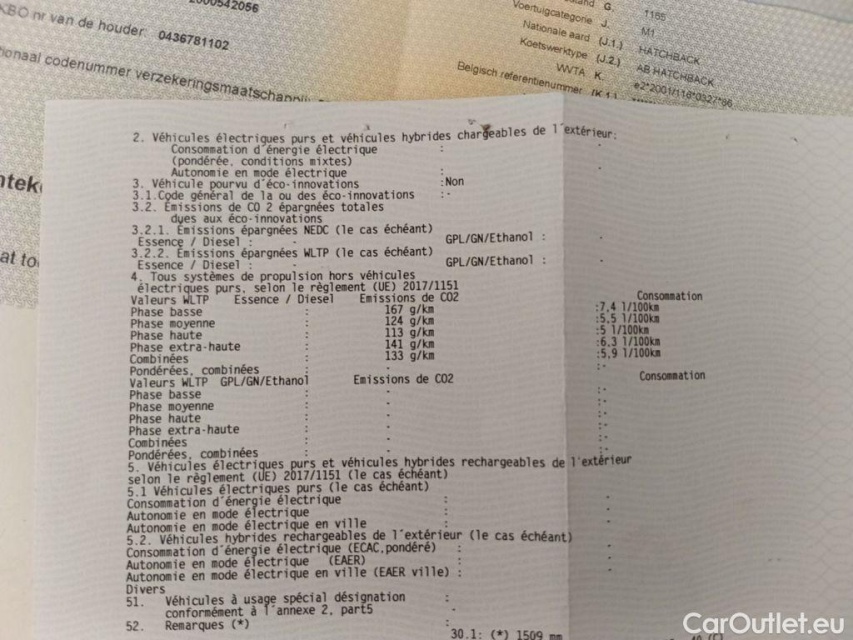 2000542056
KBO nr van de houder: 0436781102
ionaal codenummer verzekeringsmaatschappij
G. 1165
Voertuigcategorie J. M1
Nationale aard (J.1.) HATCHBACK
Koetswerktype (J.2.) AB HATCHBACK
WVTA K. e2*2001/116*0327*86
Belgisch referentienummer (K.1.)
2. Véhicules électriques purs et véhicules hybrides chargeables de l'extérieur:
Consommation d'énergie électrique :
(pondérée, conditions mixtes) -
Autonomie en mode électrique :
3. Véhicule pourvu d'éco-innovations :Non
3.1.Code général de la ou des éco-innovations :-
3.2. Émissions de CO 2 épargnées totales
dues aux éco-innovations
3.2.1. Émissions épargnées NEDC (le cas échéant)
Essence / Diesel : - GPL/GN/Ethanol : -
3.2.2. Émissions épargnées WLTP (le cas échéant)
Essence / Diesel : - GPL/GN/Ethanol : -
4. Tous systèmes de propulsion hors véhicules
électriques purs, selon le règlement (UE) 2017/1151
Valeurs WLTP Essence / Diesel Emissions de CO2 Consommation
Phase basse : 167 g/km :7,4 l/100km
Phase moyenne : 124 g/km :5,5 l/100km
Phase haute : 113 g/km :5 l/100km
Phase extra-haute : 141 g/km :6,3 l/100km
Combinées : 133 g/km :5,9 l/100km
Pondérées, combinées : - :-
Valeurs WLTP GPL/GN/Ethanol Emissions de CO2 Consommation
Phase basse : - :-
Phase moyenne : - :-
Phase haute : - :-
Phase extra-haute : - :-
Combinées : - :-
Pondérées, combinées : - :-
5. Véhicules électriques purs et véhicules hybrides rechargeables de l'extérieur
selon le règlement (UE) 2017/1151 (le cas échéant)
5.1 Véhicules électriques purs (le cas échéant)
Consommation d'énergie électrique : -
Autonomie en mode électrique : -
Autonomie en mode électrique en ville : -
5.2. Véhicules hybrides rechargeables de l'extérieur (le cas échéant)
Consommation d'énergie électrique (ECAC,pondéré) : -
Autonomie en mode électrique (EAER) : -
Autonomie en mode électrique en ville (EAER ville) : -
Divers
51. Véhicules à usage spécial désignation :
conformément à l'annexe 2, part5 -
52. Remarques (*) :
30.1: (*) 1509 mm
CarOutlet.eu